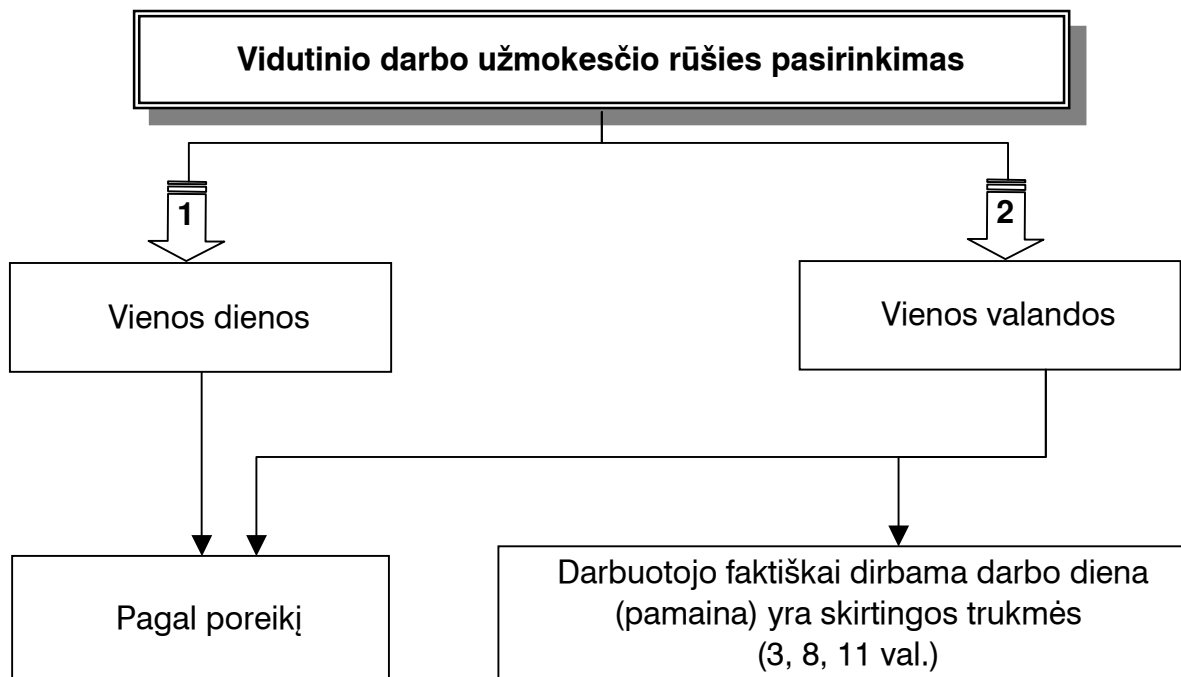 Vidutinio darbo užmokesčio rūšies pasirinkimas
1
2
Vienos dienos
Vienos valandos
Pagal poreikį
Darbuotojo faktiškai dirbama darbo diena
(pamaina) yra skirtingos trukmės
(3, 8, 11 val.)